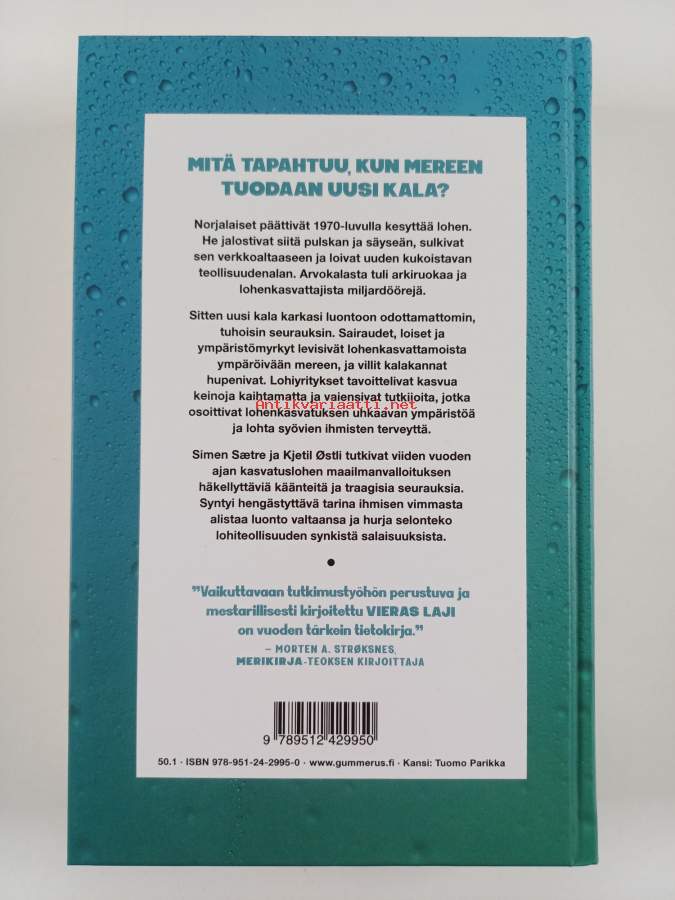 MITÄ TAPAHTUU, KUN MEREEN
TUODAAN UUSI KALA?
Norjalaiset päättivät 1970-luvulla kesyttää lohen.
He jalostivat siitä pulskan ja säyseän, sulkivat
sen verkkoaltaaseen ja loivat uuden kukoistavan
teollisuudenalan. Arvokalasta tuli arkiruokaa ja
lohenkasvattajista miljardöörejä.
Sitten uusi kala karkasi luontoon odottamattomin,
tuhoisin seurauksin. Sairaudet, loiset ja
ympäristömyrkyt levisivät lohenkasvattamoista
ympäröivään mereen, ja villit kalakannat
hupenivat. Lohiyritykset tavoittelivat kasvua
keinoja kaihtamatta ja vaiensivat tutkijoita, jotka
Antikvariaatti.net
osoittivat lohenkasvatuksen uhkaavan ympäristöä
ja lohta syövien ihmisten terveyttä.
Simen Sætre ja Kjetil Østli tutkivat viiden vuoden
ajan kasvatuslohen maailmanvalloituksen
häkellyttäviä käänteitä ja traagisia seurauksia.
Syntyi hengästyttävä tarina ihmisen vimmasta
alistaa luonto valtaansa ja hurja selonteko
lohiteollisuuden synkistä salaisuuksista.
•
”Vaikuttavaan tutkimustyöhön perustuva ja
mestarillisesti kirjoitettu VIERAS LAJI
on vuoden tärkein tietokirja.”
– MORTEN A. STRØKSNES,
MERIKIRJA-TEOKSEN KIRJOITTAJA
9 789512 429950
50.1 · ISBN 978-951-24-2995-0 · www.gummerus.fi · Kansi: Tuomo Parikka